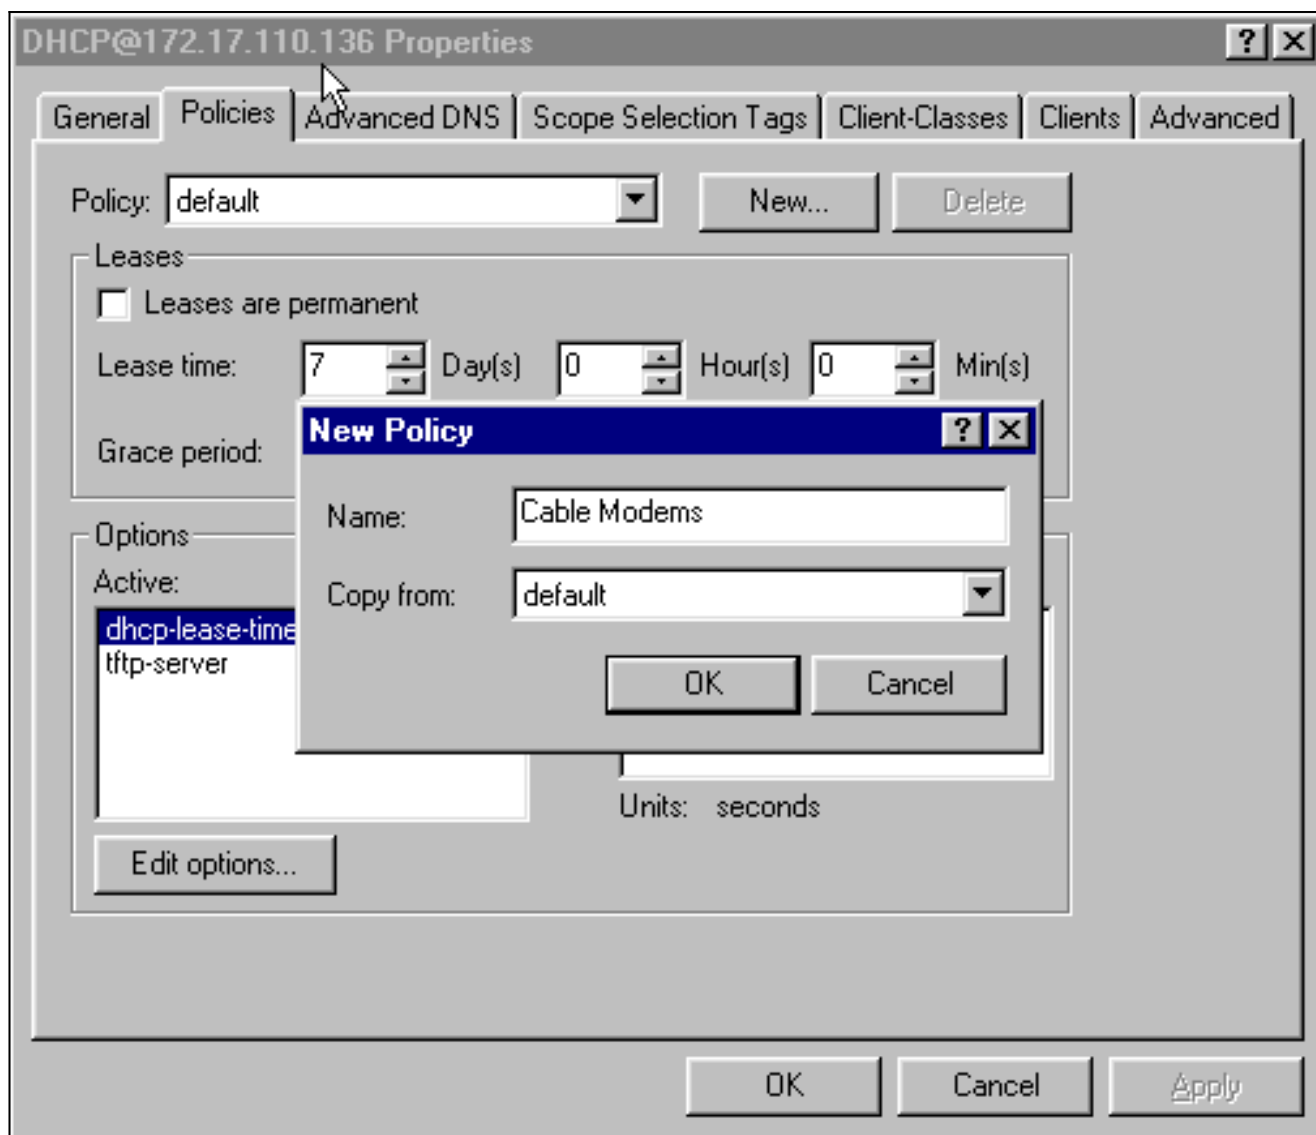 DHCP@172.17.110.136 Properties
General Policies Advanced DNS Scope Selection Tags Client-Classes Clients Advanced
Policy: default New... Delete
Leases
Leases are permanent
Lease time: 7 Day(s) 0 Hour(s) 0 Min(s)
Grace period:
New Policy
Name: Cable Modems
Copy from: default
OK Cancel
Options
Active:
dhcp-lease-time
tftp-server
Units: seconds
Edit options...
OK Cancel Apply